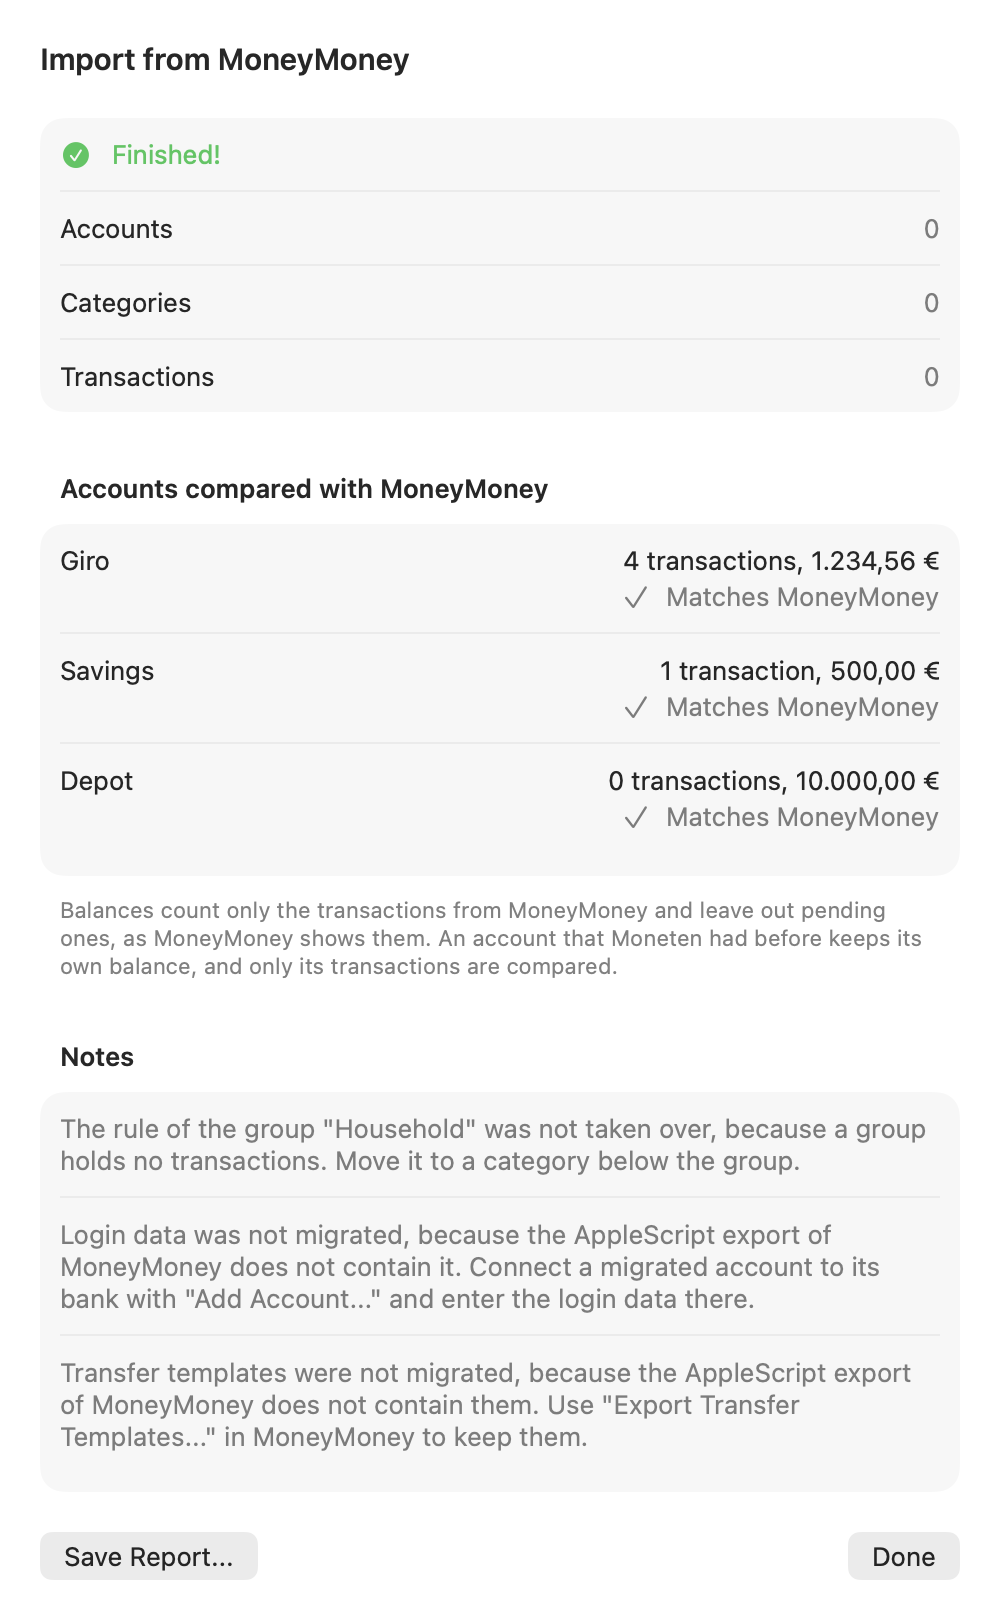 Import from MoneyMoney
Finished!
Accounts 0
Categories 0
Transactions 0
Accounts compared with MoneyMoney
Giro 4 transactions, 1.234,56 €
Matches MoneyMoney
Savings 1 transaction, 500,00 €
Matches MoneyMoney
Depot 0 transactions, 10.000,00 €
Matches MoneyMoney
Balances count only the transactions from MoneyMoney and leave out pending
ones, as MoneyMoney shows them. An account that Moneten had before keeps its
own balance, and only its transactions are compared.
Notes
The rule of the group "Household" was not taken over, because a group
holds no transactions. Move it to a category below the group.
Login data was not migrated, because the AppleScript export of
MoneyMoney does not contain it. Connect a migrated account to its
bank with "Add Account..." and enter the login data there.
Transfer templates were not migrated, because the AppleScript export
of MoneyMoney does not contain them. Use "Export Transfer
Templates..." in MoneyMoney to keep them.
Save Report... Done